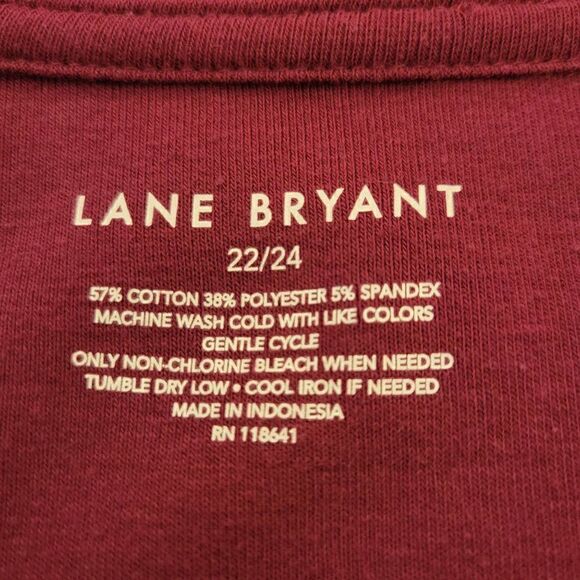 LANE BRYANT
22/24
57% COTTON 38% POLYESTER 5% SPANDEX
MACHINE WASH COLD WITH LIKE COLORS
GENTLE CYCLE
ONLY NON-CHLORINE BLEACH WHEN NEEDED
TUMBLE DRY LOW • COOL IRON IF NEEDED
MADE IN INDONESIA
RN 118641